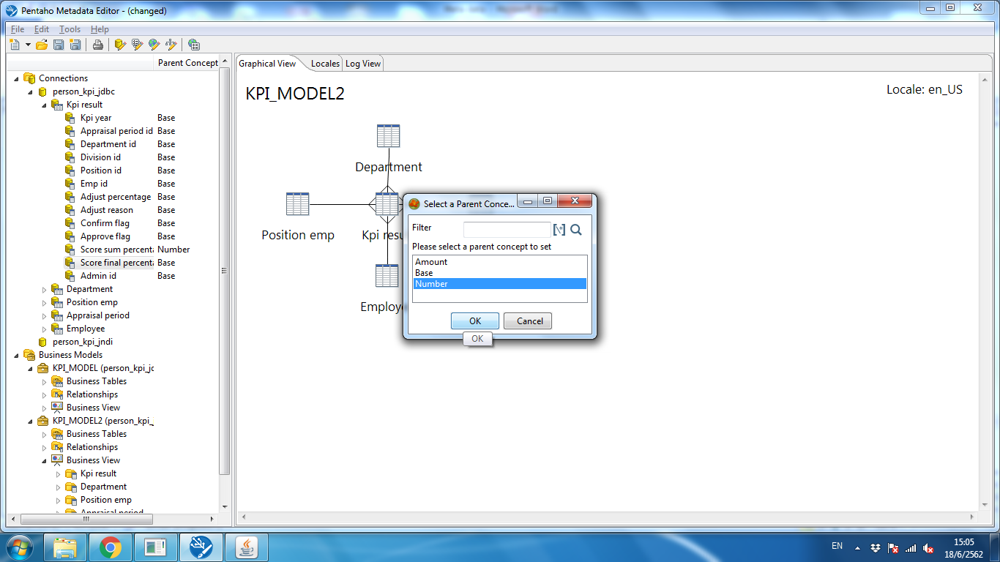 Pentaho Metadata Editor - (changed)
File Edit Tools Help
Parent Concept
Connections
person_kpi_jdbc
Kpi result
Kpi year Base
Appraisal period id Base
Department id Base
Division id Base
Position id Base
Emp id Base
Adjust percentage Base
Adjust reason Base
Confirm flag Base
Approve flag Base
Score sum percenta Number
Score final percenta Base
Admin id Base
Department
Position emp
Appraisal period
Employee
person_kpi_jndi
Business Models
KPI_MODEL (person_kpi_jd
Business Tables
Relationships
Business View
KPI_MODEL2 (person_kpi_
Business Tables
Relationships
Business View
Kpi result
Department
Position emp
Appraisal period
Graphical View Locales Log View
KPI_MODEL2
Locale: en_US
Department
Position emp
Kpi resu
Employe
Select a Parent Conce...
Filter
Please select a parent concept to set
Amount
Base
Number
OK Cancel
OK
EN
15:05
18/6/2562